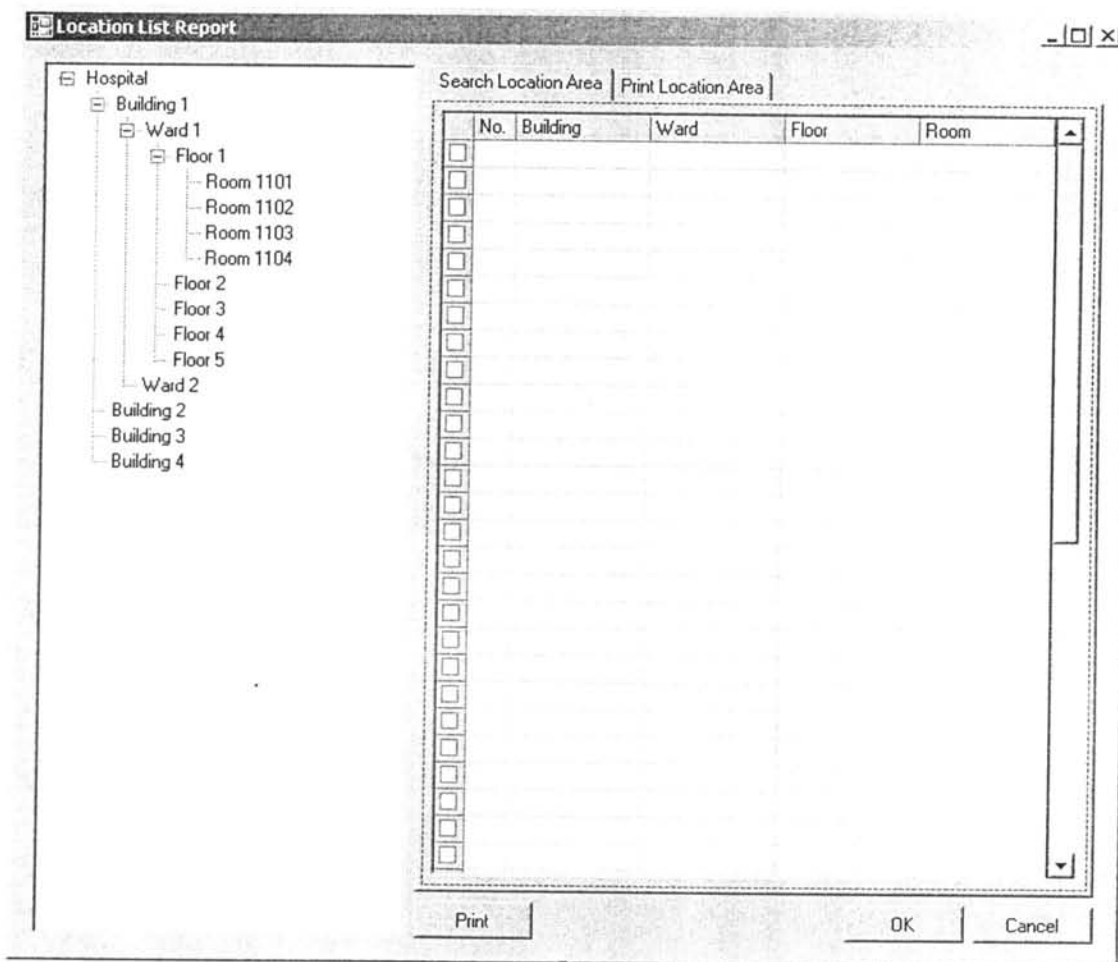 Location List Report
Hospital
Building 1
Ward 1
Floor 1
Room 1101
Room 1102
Room 1103
Room 1104
Floor 2
Floor 3
Floor 4
Floor 5
Ward 2
Building 2
Building 3
Building 4
Search Location Area Print Location Area
No. Building Ward Floor Room
Print OK Cancel